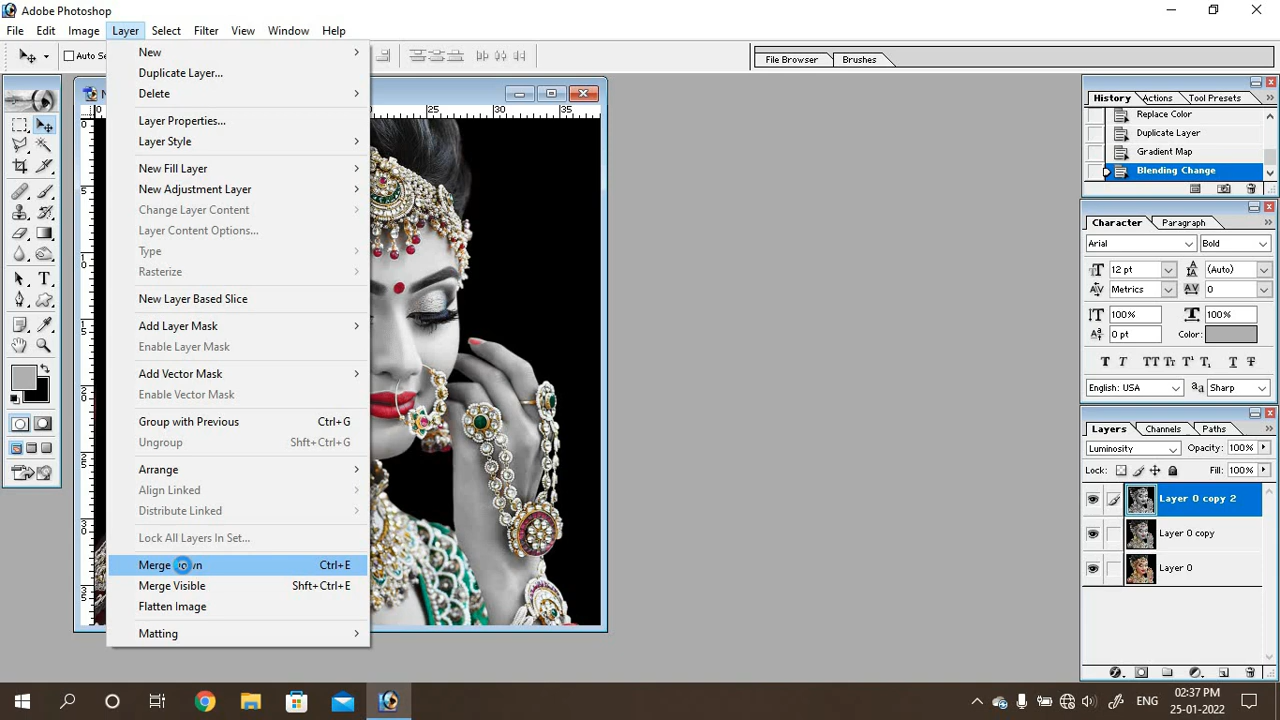 Adobe Photoshop
File Edit Image Layer Select Filter View Window Help
Auto Se
File Browser Brushes
New
Duplicate Layer...
Delete
Layer Properties...
Layer Style
New Fill Layer
New Adjustment Layer
Change Layer Content
Layer Content Options...
Type
Rasterize
New Layer Based Slice
Add Layer Mask
Enable Layer Mask
Add Vector Mask
Enable Vector Mask
Group with Previous Ctrl+G
Ungroup Shft+Ctrl+G
Arrange
Align Linked
Distribute Linked
Lock All Layers In Set...
Merge Ctrl+E
Merge Visible Shft+Ctrl+E
Flatten Image
Matting
25 30 35
History Actions Tool Presets
Replace Color
Duplicate Layer
Gradient Map
Blending Change
Character Paragraph
Arial Bold
12 pt (Auto)
Metrics 0
100% 100%
0 pt Color:
T T TT Tt T¹ T₁ T T
English: USA aa Sharp
Layers Channels Paths
Luminosity Opacity: 100%
Lock: Fill: 100%
Layer 0 copy 2
Layer 0 copy
Layer 0
ENG 02:37 PM
25-01-2022